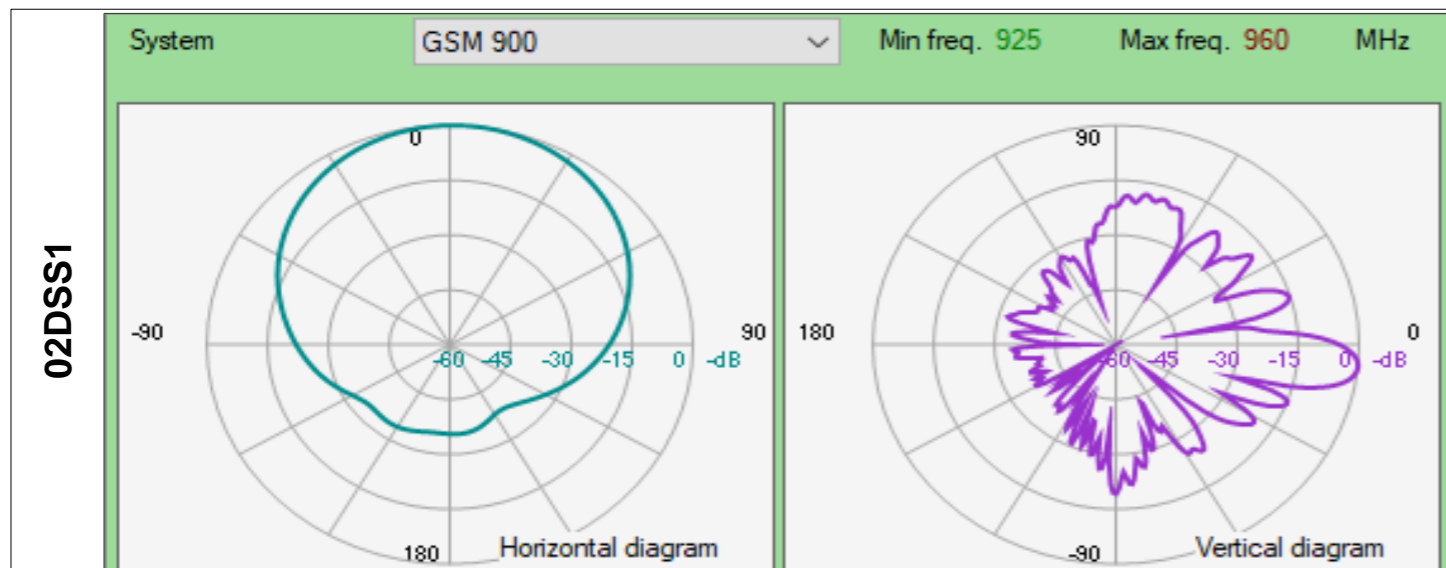 02DSS1
System GSM 900 Min freq. 925 Max freq. 960 MHz
0
-90 90
-60 -45 -30 -15 0 -dB
180
Horizontal diagram
90
180 0
-60 -45 -30 -15 0 -dB
-90
Vertical diagram